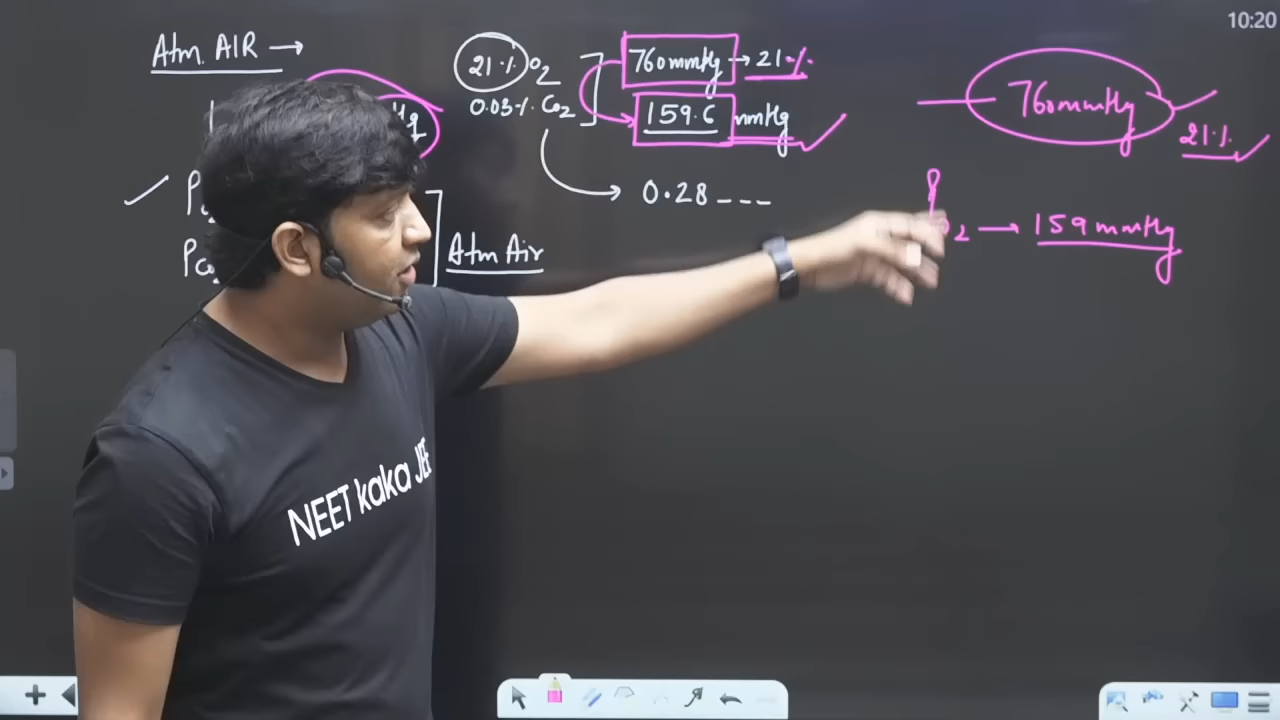 10:20
Atm. AIR →
21% O2
760mmHg → 21%
0.03% CO2
159.6 mmHg
760mmHg
21%
0.28 ---
O2 → 159mmHg
Atm Air
NEET kaka JEE